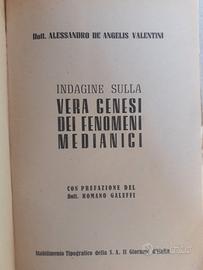 Dott. ALESSANDRO DE ANGELIS VALENTINI
INDAGINE SULLA
VERA GENESI
DEI FENOMENI
MEDIANICI
CON PREFAZIONE DEL
Dott. ROMANO GALEFFI
Stabilimento Tipografico della S. A. Il Giornale d'Italia
subito